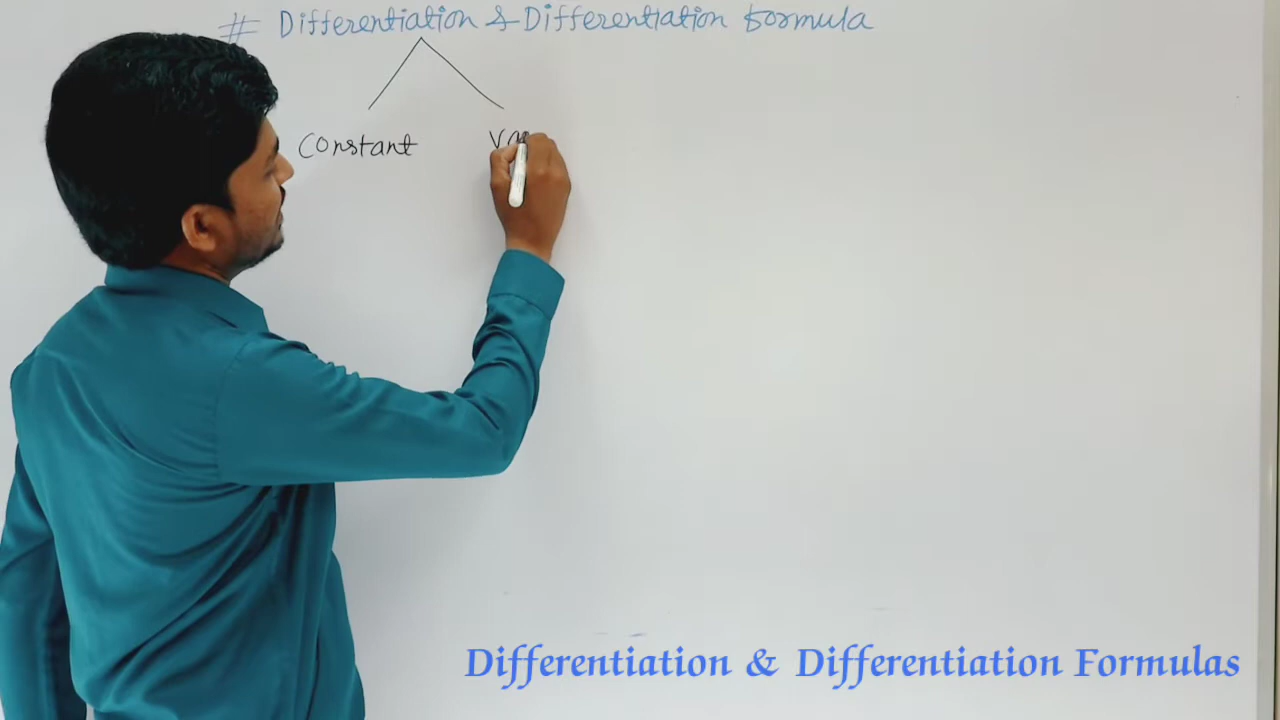 # Differentiation & Differentiation formula
Constant
Differentiation & Differentiation Formulas